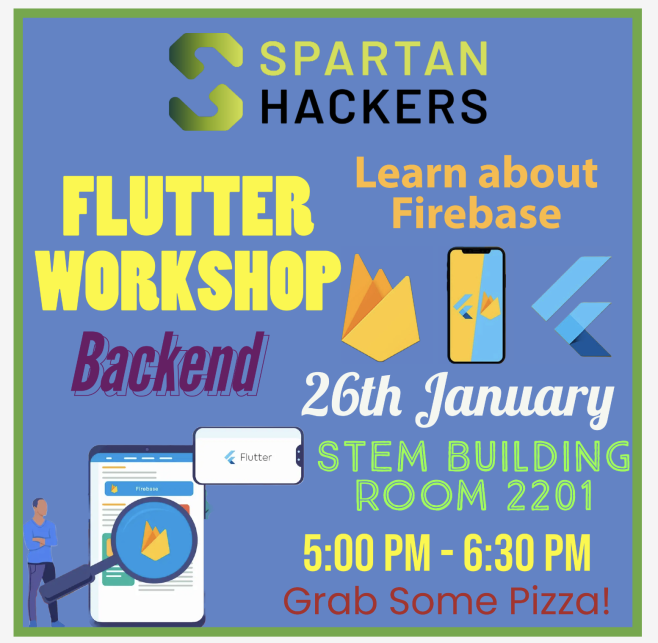 SPARTAN
HACKERS
FLUTTER
WORKSHOP
Backend
Learn about
Firebase
26th January
STEM BUILDING
ROOM 2201
5:00 PM - 6:30 PM
Grab Some Pizza!
Flutter
Firebase